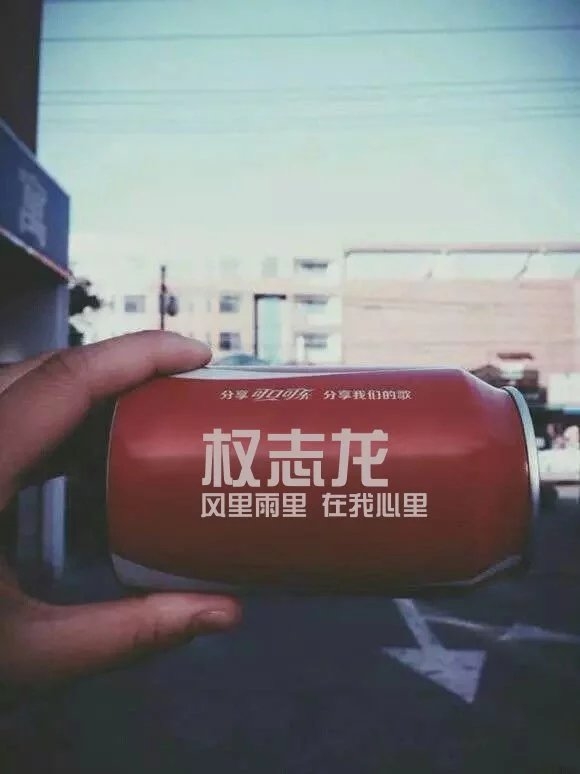 分享 可口可乐 分享我们的歌
权志龙
风里雨里 在我心里